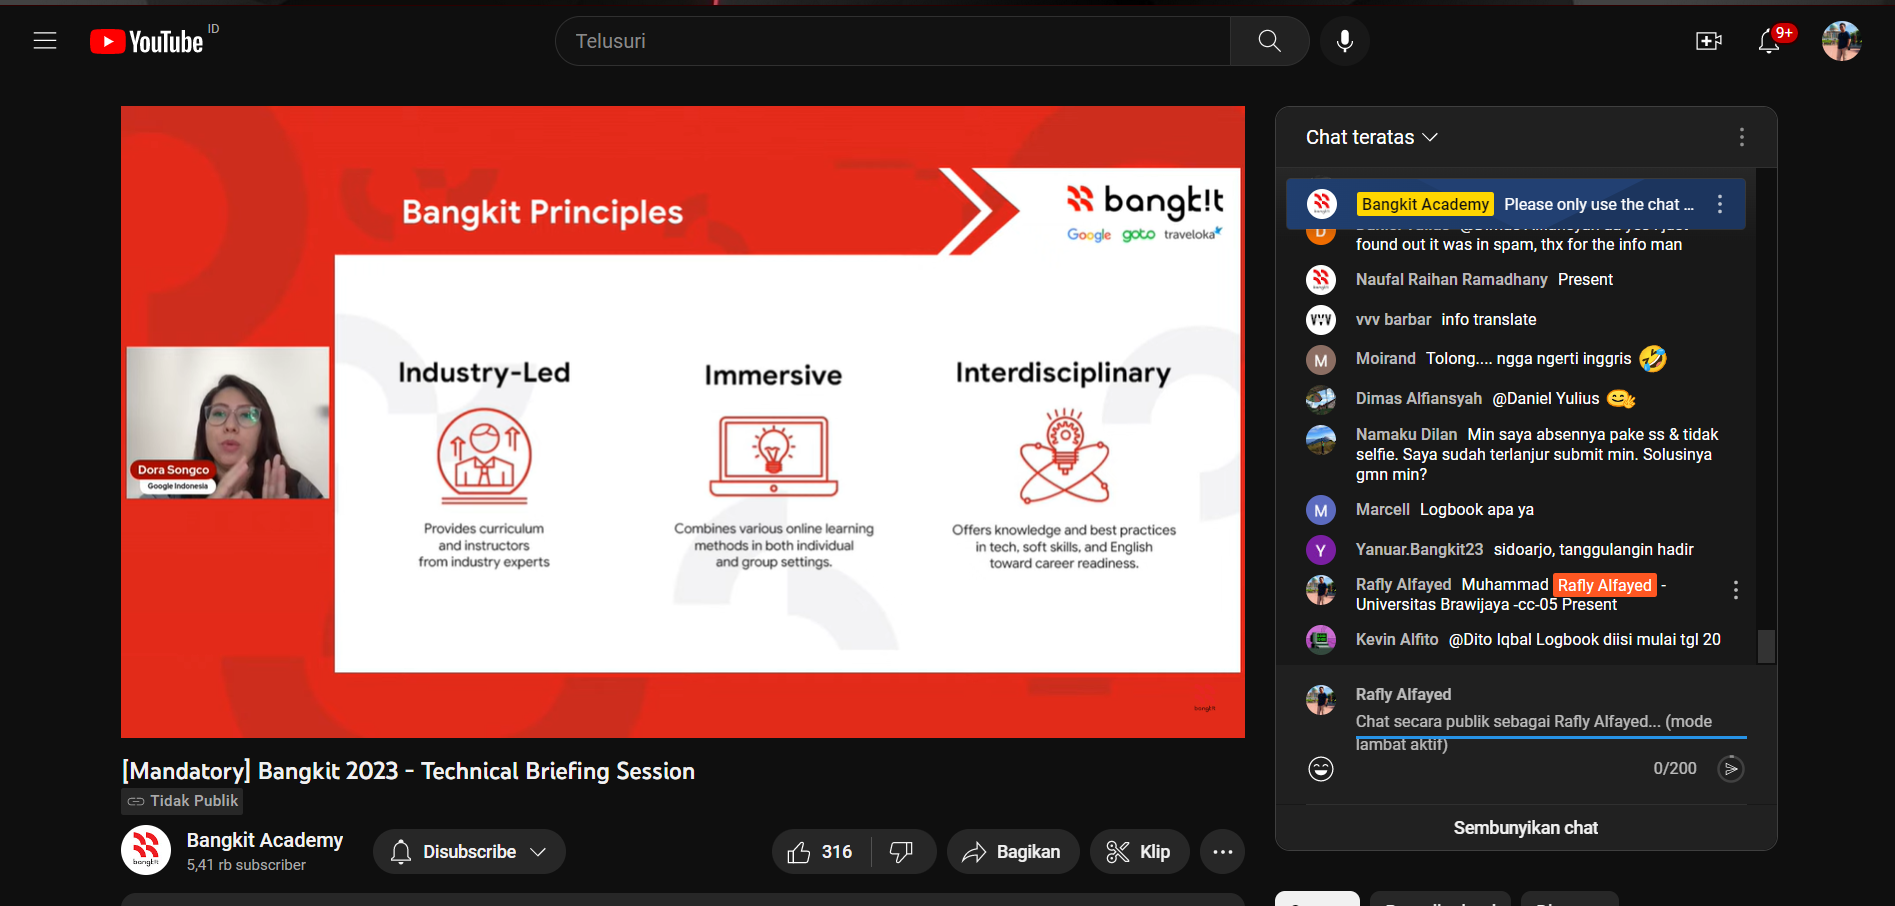 YouTube ID
Telusuri
9+
Bangkit Principles
bangk!t
Google goto traveloka
Industry-Led
Provides curriculum
and instructors
from industry experts
Immersive
Combines various online learning
methods in both individual
and group settings.
Interdisciplinary
Offers knowledge and best practices
in tech, soft skills, and English
toward career readiness.
Dora Songco
Google Indonesia
bangk!t
[Mandatory] Bangkit 2023 - Technical Briefing Session
Tidak Publik
Bangkit Academy
5,41 rb subscriber
Disubscribe
316
Bagikan
Klip
Chat teratas
Bangkit Academy Please only use the chat ...
found out it was in spam, thx for the info man
Naufal Raihan Ramadhany Present
vvv barbar info translate
M Moirand Tolong.... ngga ngerti inggris 🤣
Dimas Alfiansyah @Daniel Yulius
Namaku Dilan Min saya absennya pake ss & tidak
selfie. Saya sudah terlanjur submit min. Solusinya
gmn min?
M Marcell Logbook apa ya
Y Yanuar.Bangkit23 sidoarjo, tanggulangin hadir
Rafly Alfayed Muhammad Rafly Alfayed -
Universitas Brawijaya -cc-05 Present
Kevin Alfito @Dito Iqbal Logbook diisi mulai tgl 20
Rafly Alfayed
Chat secara publik sebagai Rafly Alfayed... (mode
lambat aktif)
0/200
Sembunyikan chat